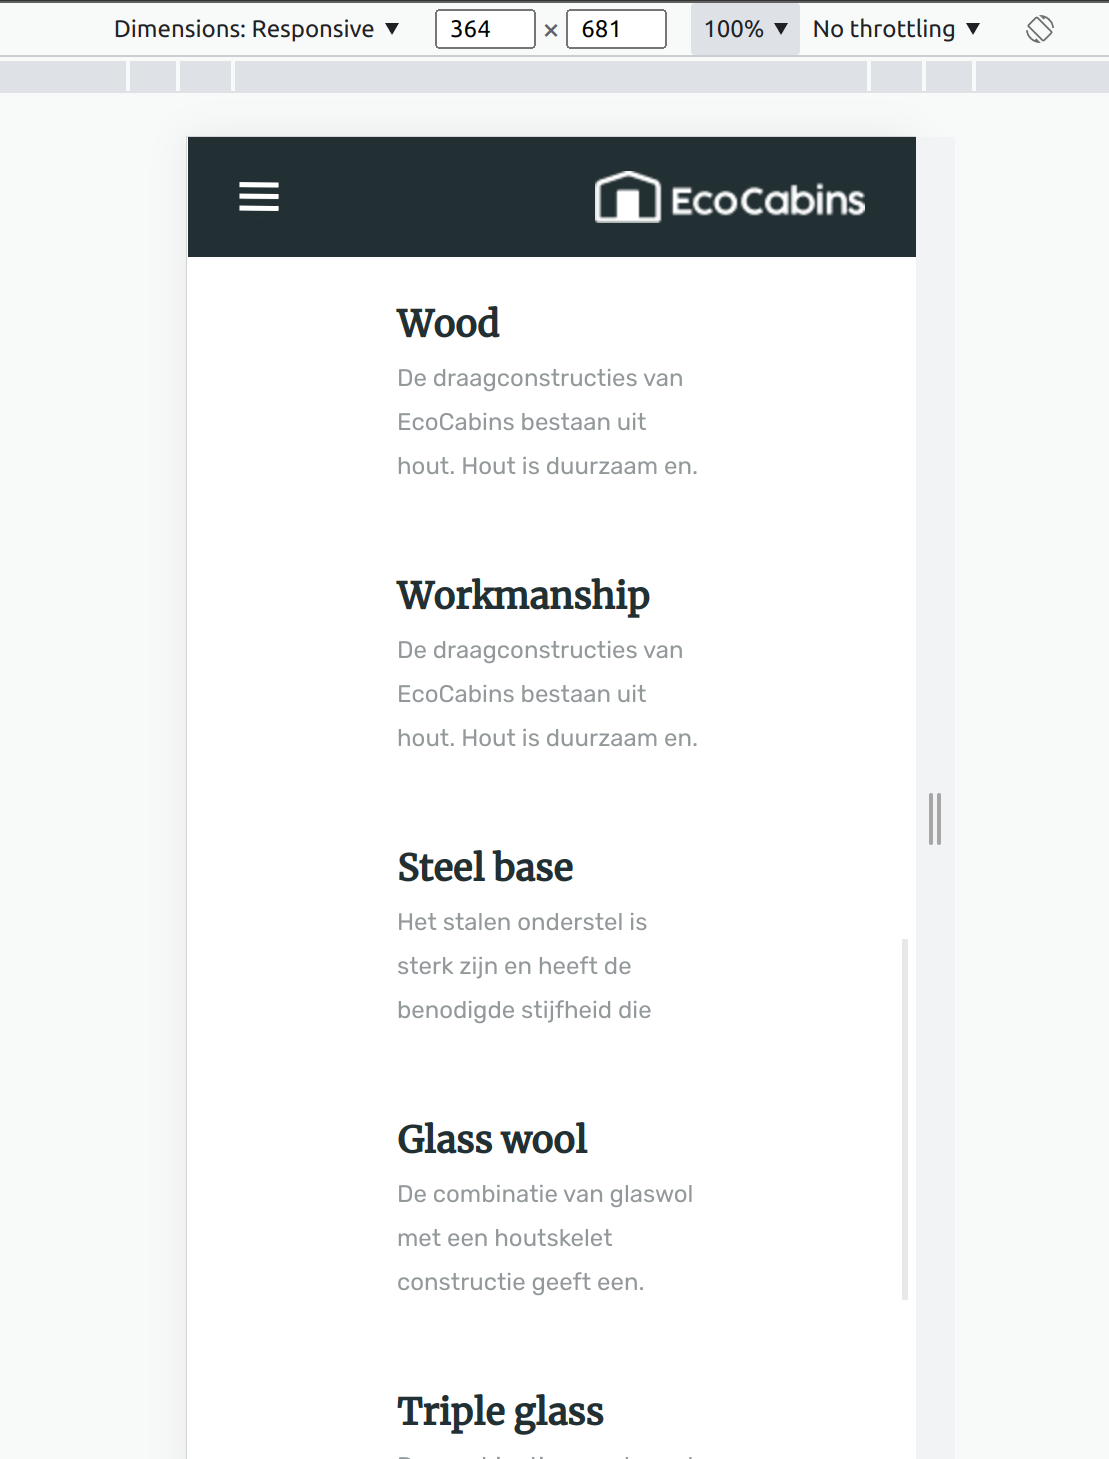 Dimensions: Responsive ▼ 364 × 681 100% ▼ No throttling ▼
EcoCabins
Wood
De draagconstructies van
EcoCabins bestaan uit
hout. Hout is duurzaam en.
Workmanship
De draagconstructies van
EcoCabins bestaan uit
hout. Hout is duurzaam en.
Steel base
Het stalen onderstel is
sterk zijn en heeft de
benodigde stijfheid die
Glass wool
De combinatie van glaswol
met een houtskelet
constructie geeft een.
Triple glass